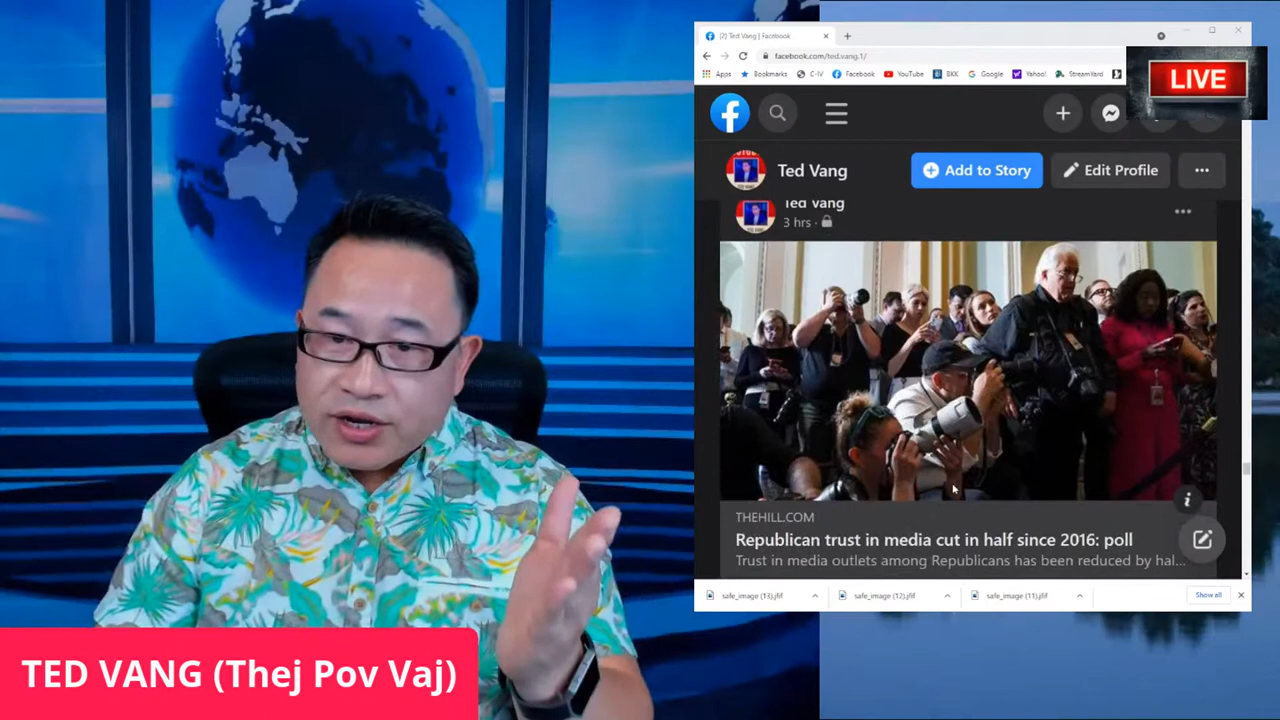 (2) Ted Vang | Facebook
facebook.com/ted.vang.1/
Apps Bookmarks C-IV Facebook YouTube BKK Google Yahoo! StreamYard
LIVE
Ted Vang
Add to Story
Edit Profile
Ted Vang
3 hrs
THEHILL.COM
Republican trust in media cut in half since 2016: poll
Trust in media outlets among Republicans has been reduced by hal...
safe_image (13).jfif
safe_image (12).jfif
safe_image (11).jfif
Show all
TED VANG (Thej Pov Vaj)